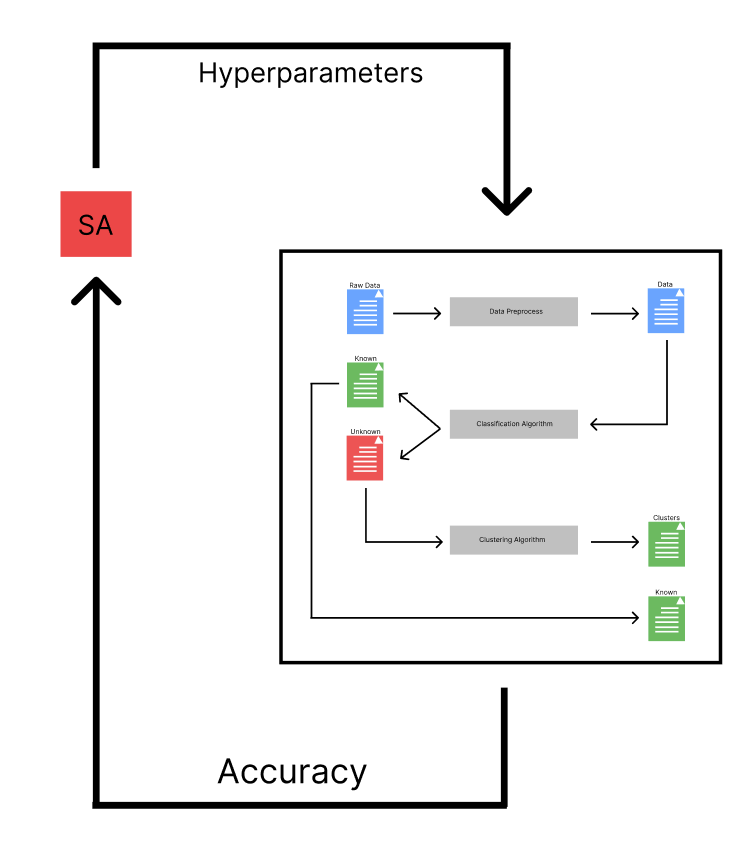 Hyperparameters
SA
Raw Data
Data Preprocess
Data
Known
Classification Algorithm
Unknown
Clustering Algorithm
Clusters
Known
Accuracy